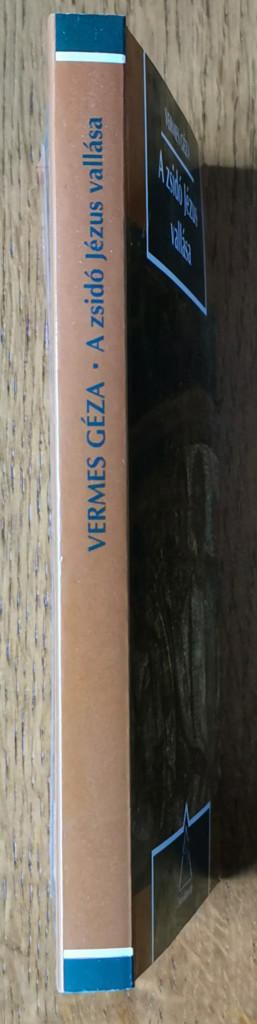 VERMES GÉZA · A zsidó Jézus vallása
VERMES GÉZA
A zsidó Jézus
vallása